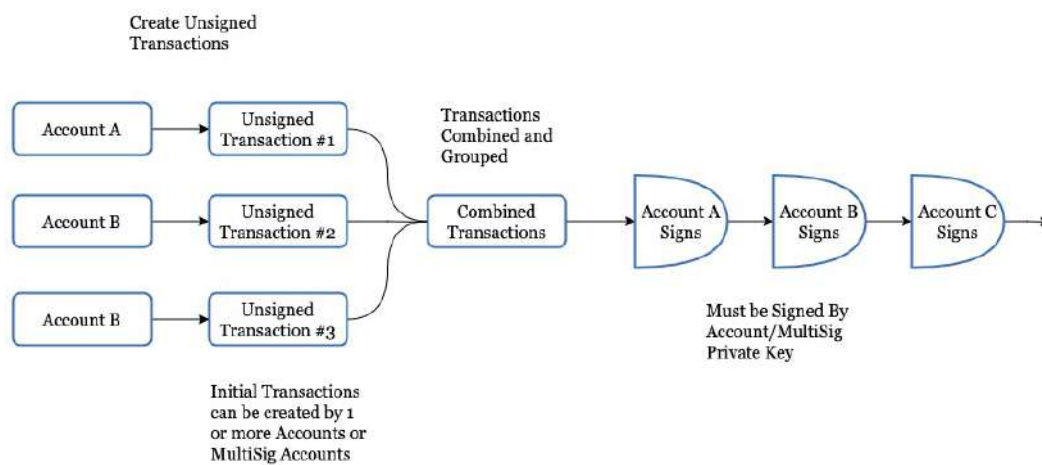 Create Unsigned
Transactions
Account A
Unsigned
Transaction #1
Transactions
Combined and
Grouped
Account B
Unsigned
Transaction #2
Combined
Transactions
Account A
Signs
Account B
Signs
Account C
Signs
Account B
Unsigned
Transaction #3
Must be Signed By
Account/MultiSig
Private Key
Initial Transactions
can be created by 1
or more Accounts or
MultiSig Accounts